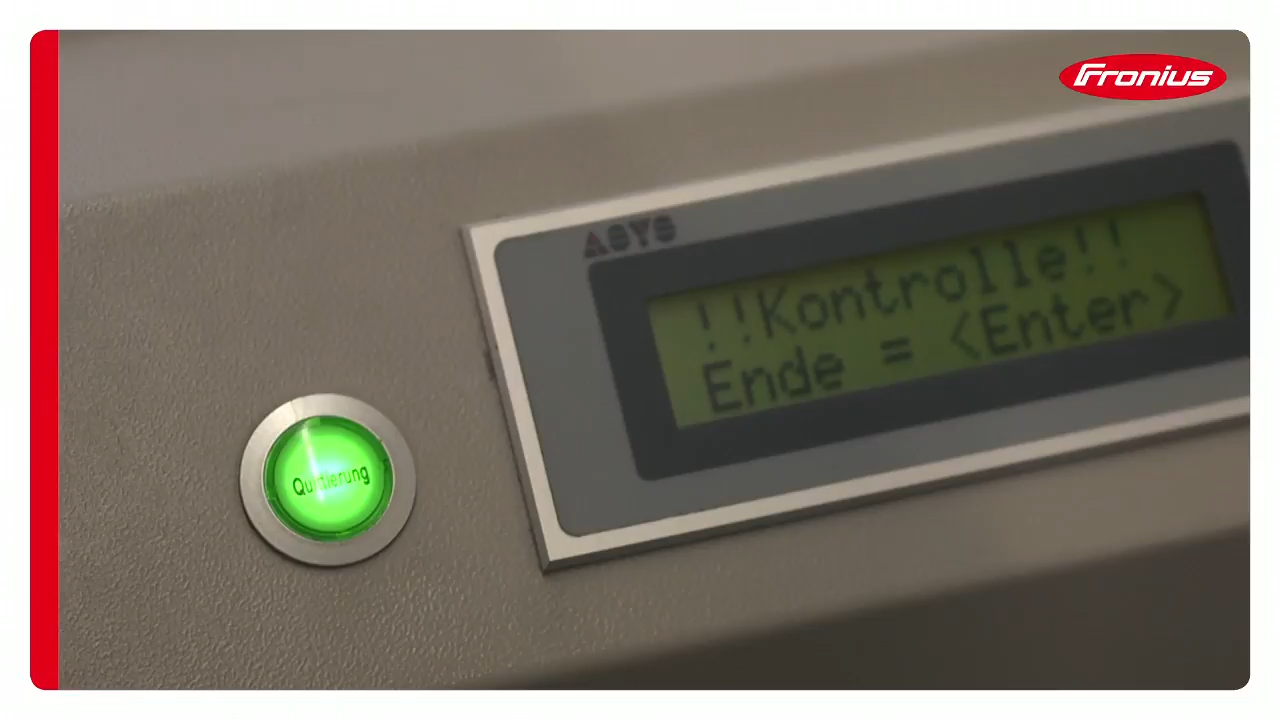 Fronius
ASYS
!!Kontrolle!!
Ende = <Enter>
Quittierung